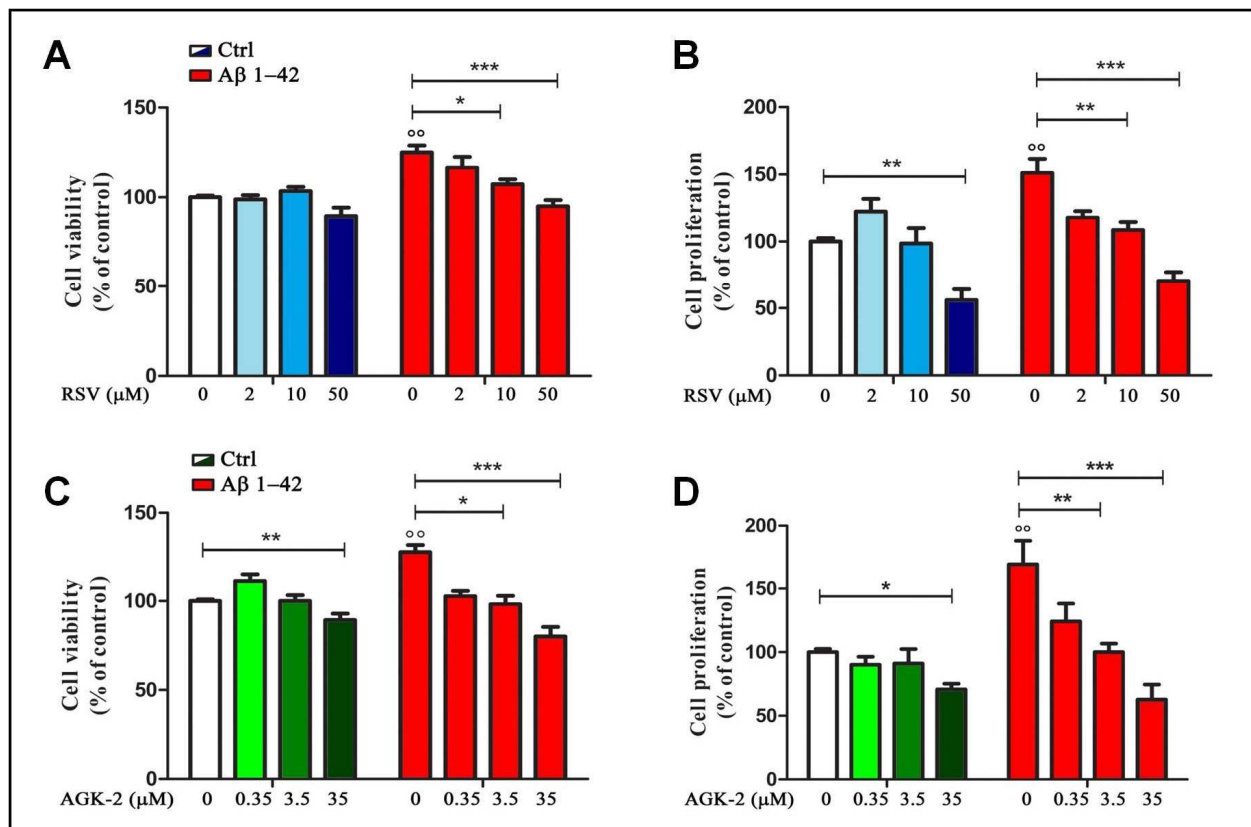 A
Ctrl
Aβ 1–42
***
*
°°
150
100
50
0
Cell viability
(% of control)
RSV (µM) 0 2 10 50 0 2 10 50
B
***
**
**
°°
200
150
100
50
0
Cell proliferation
(% of control)
RSV (µM) 0 2 10 50 0 2 10 50
C
Ctrl
Aβ 1–42
***
*
**
°°
150
100
50
0
Cell viability
(% of control)
AGK-2 (µM) 0 0.35 3.5 35 0 0.35 3.5 35
D
***
**
*
°°
200
150
100
50
0
Cell proliferation
(% of control)
AGK-2 (µM) 0 0.35 3.5 35 0 0.35 3.5 35